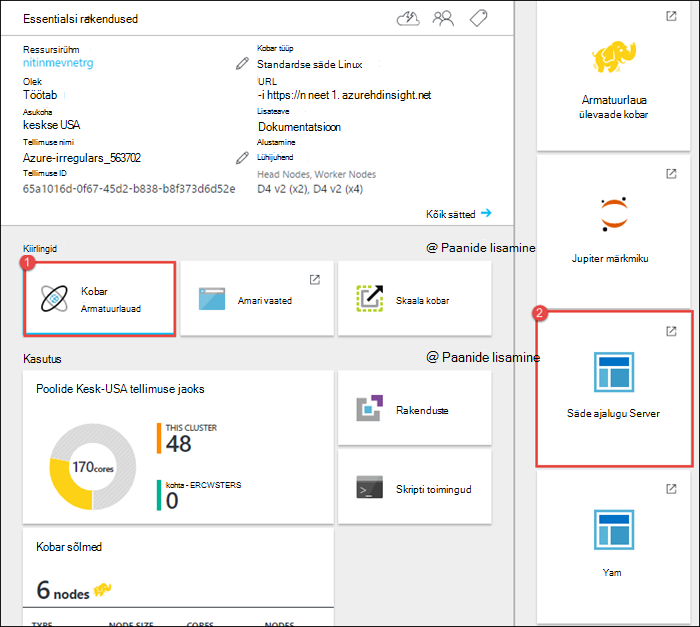 Essentialsi rakendused
Ressursirühm
nitinmevnetrg
Olek
Töötab
Asukoha
keskse USA
Tellimuse nimi
Azure-irregulars_563702
Tellimuse ID
65a1016d-0f67-45d2-b838-b8f373d6d52e
Kobar tüüp
Standardse säde Linux
URL
-i https://n neet 1. azurehdinsight.net
Lisateave
Dokumentatsioon
Alustamine
Lühijuhend
Head Nodes, Worker Nodes
D4 v2 (x2), D4 v2 (x4)
Kõik sätted
Kiirlingid
@ Paanide lisamine
1
Kobar
Armatuurlauad
Amari vaated
Skaala kobar
Kasutus
@ Paanide lisamine
Poolide Kesk-USA tellimuse jaoks
170cores
THIS CLUSTER
48
kohta - ERCWSTERS
0
Rakenduste
Skripti toimingud
Kobar sõlmed
6 nodes
TYPE NODE SIZE CORES NODES
Armatuurlaua
ülevaade kobar
Jupiter märkmiku
2
Säde ajalugu Server
Yam